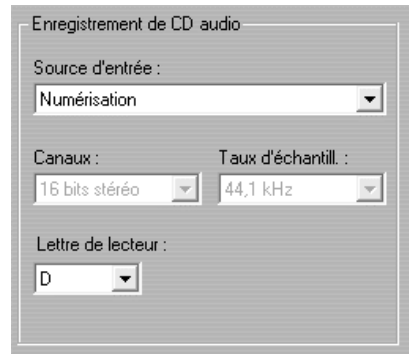 Enregistrement de CD audio
Source d'entrée :
Numérisation
Canaux : Taux d'échantill. :
16 bits stéréo 44,1 kHz
Lettre de lecteur :
D